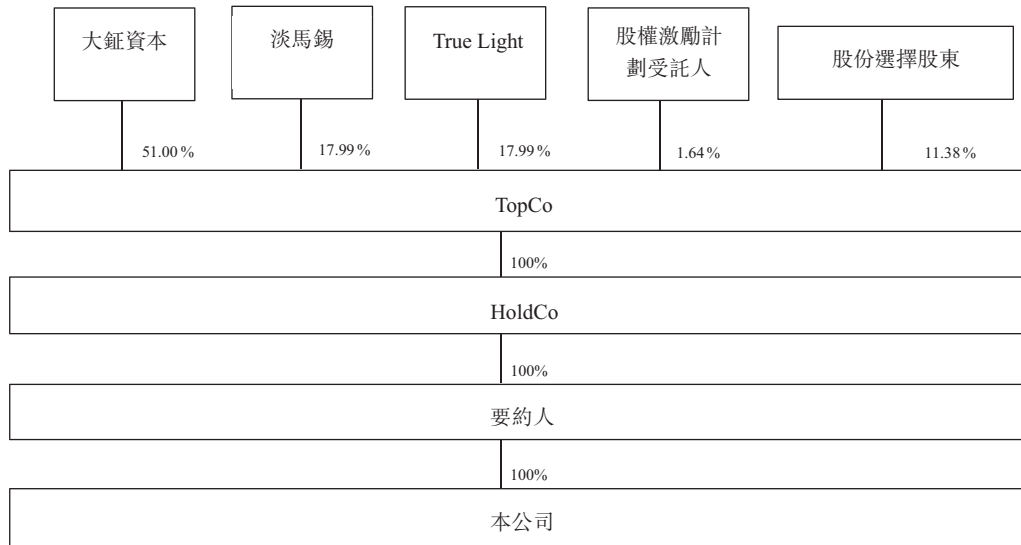 大鉦資本
淡馬錫
True Light
股權激勵計
劃受託人
股份選擇股東
51.00%
17.99%
17.99%
1.64%
11.38%
TopCo
100%
HoldCo
100%
要約人
100%
本公司